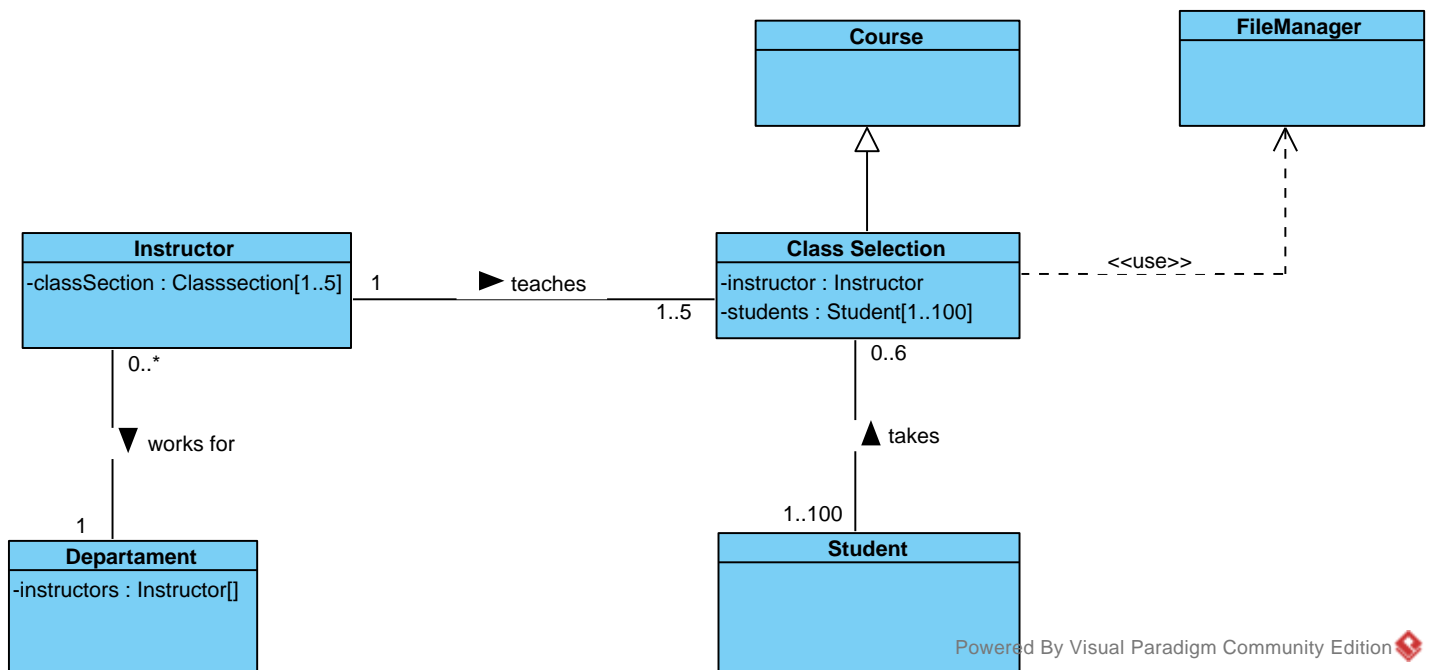 Course
FileManager
Instructor
-classSection : Classsection[1..5]
1
teaches
1..5
Class Selection
-instructor : Instructor
-students : Student[1..100]
<<use>>
0..*
works for
1
0..6
takes
1..100
Departament
-instructors : Instructor[]
Student
Powered By Visual Paradigm Community Edition